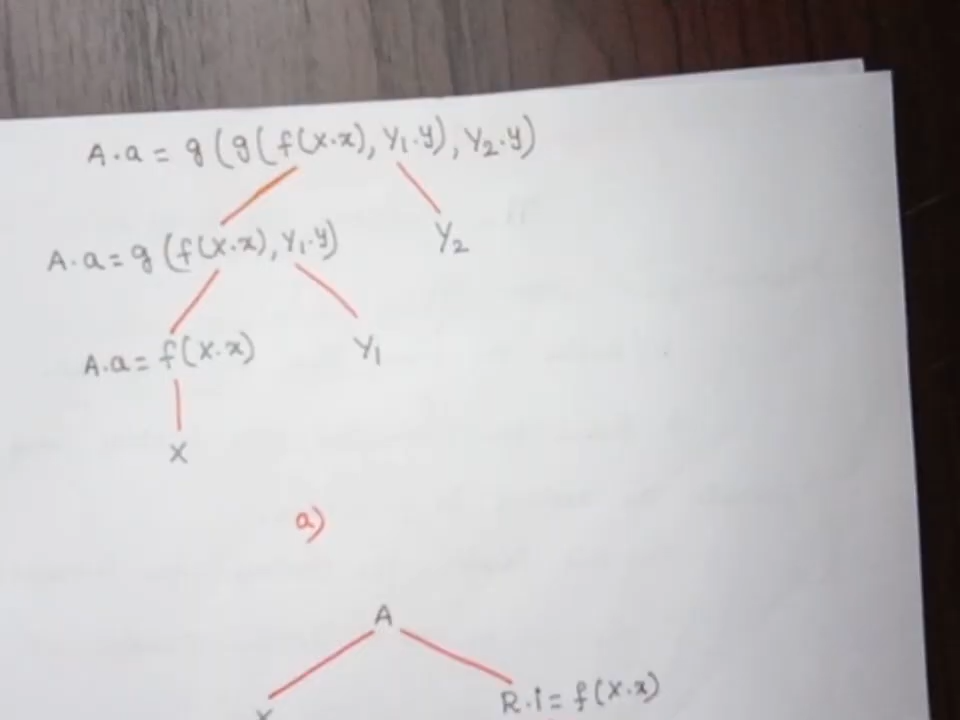 A.a = g(g(f(X.x), Y₁.y), Y₂.y)
A.a = g(f(X.x), Y₁.y)
Y₂
A.a = f(X.x)
Y₁
X
a)
A
R.i = f(X.x)